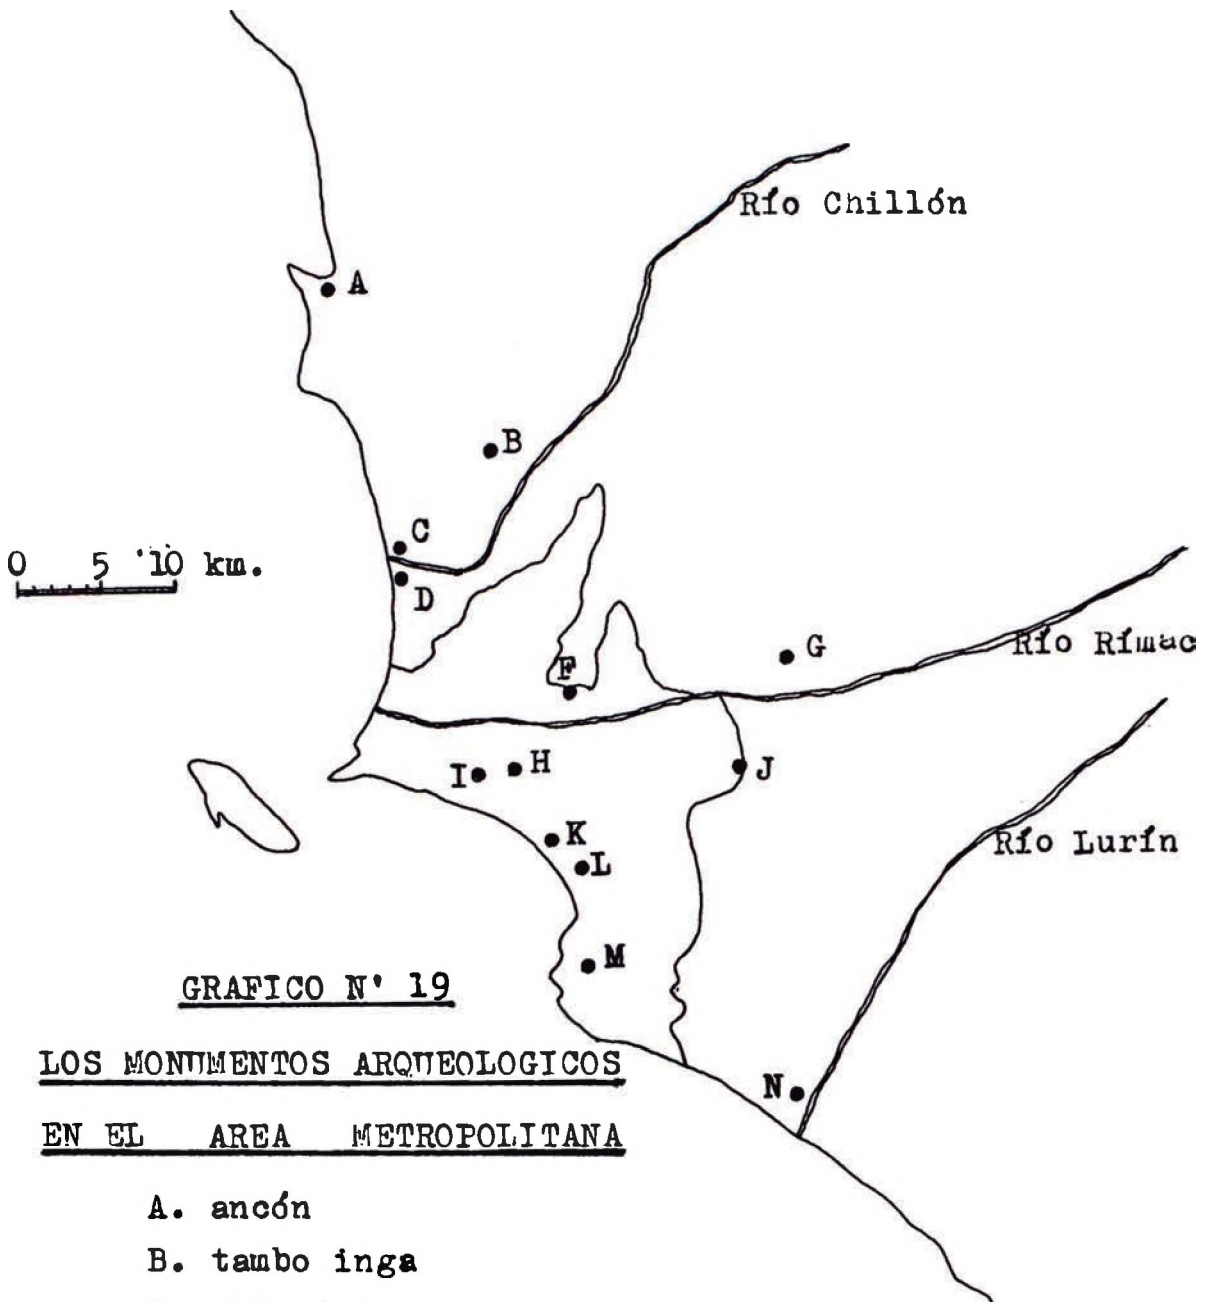 Río Chillón
A
B
C
0 5 10 km.
D
G
Río Rímac
F
I H
J
K
Río Lurín
L
M
GRAFICO N' 19
LOS MONUMENTOS ARQUEOLOGICOS
N
EN EL AREA METROPOLITANA
A. ancón
B. tambo inga